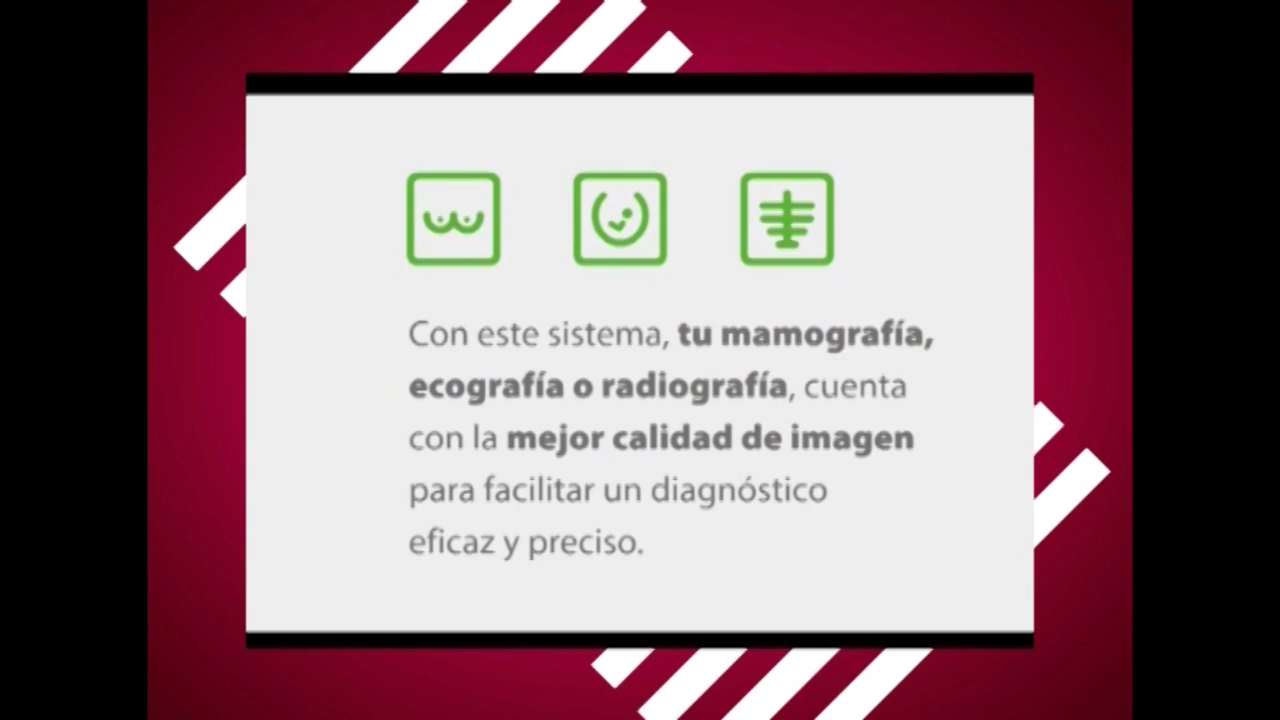 Con este sistema, tu mamografía,
ecografía o radiografía, cuenta
con la mejor calidad de imagen
para facilitar un diagnóstico
eficaz y preciso.